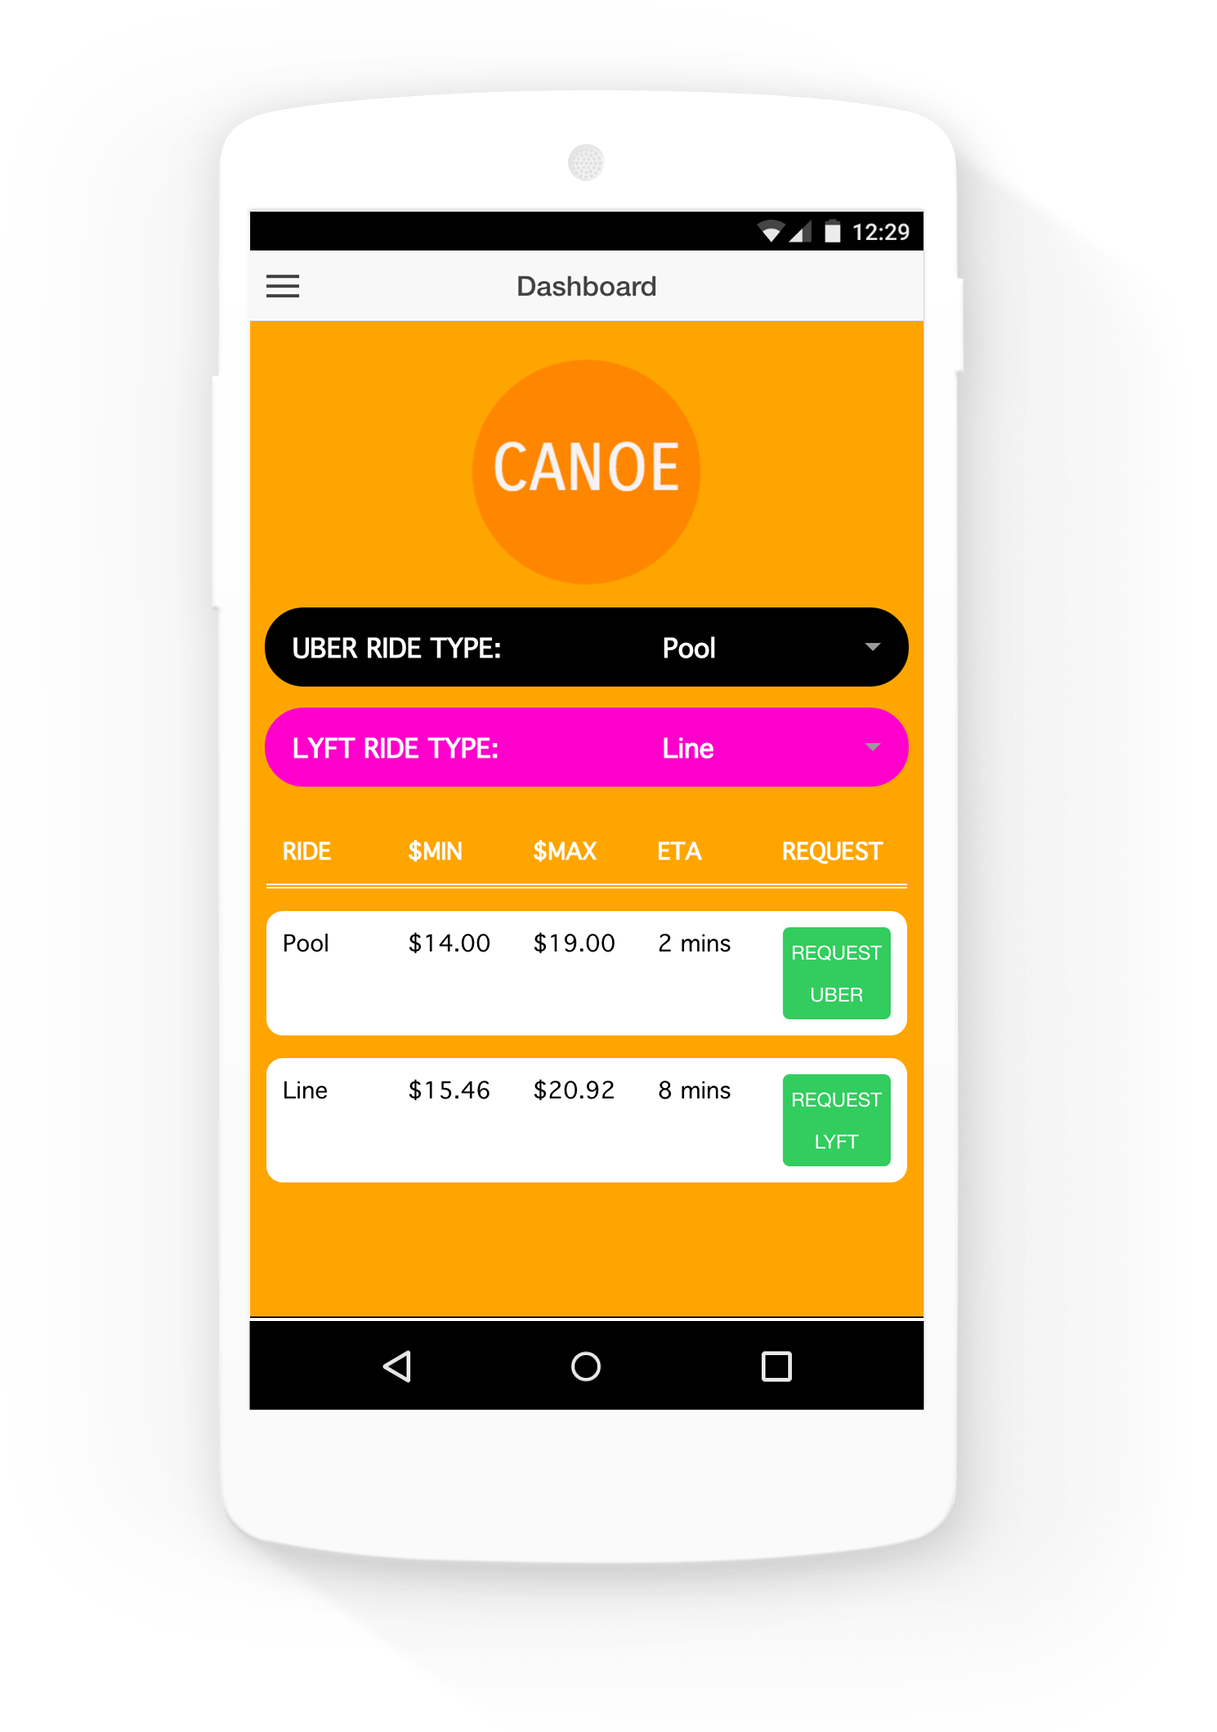 12:29
Dashboard
CANOE
UBER RIDE TYPE: Pool
LYFT RIDE TYPE: Line
RIDE $MIN $MAX ETA REQUEST
Pool $14.00 $19.00 2 mins REQUEST
UBER
Line $15.46 $20.92 8 mins REQUEST
LYFT